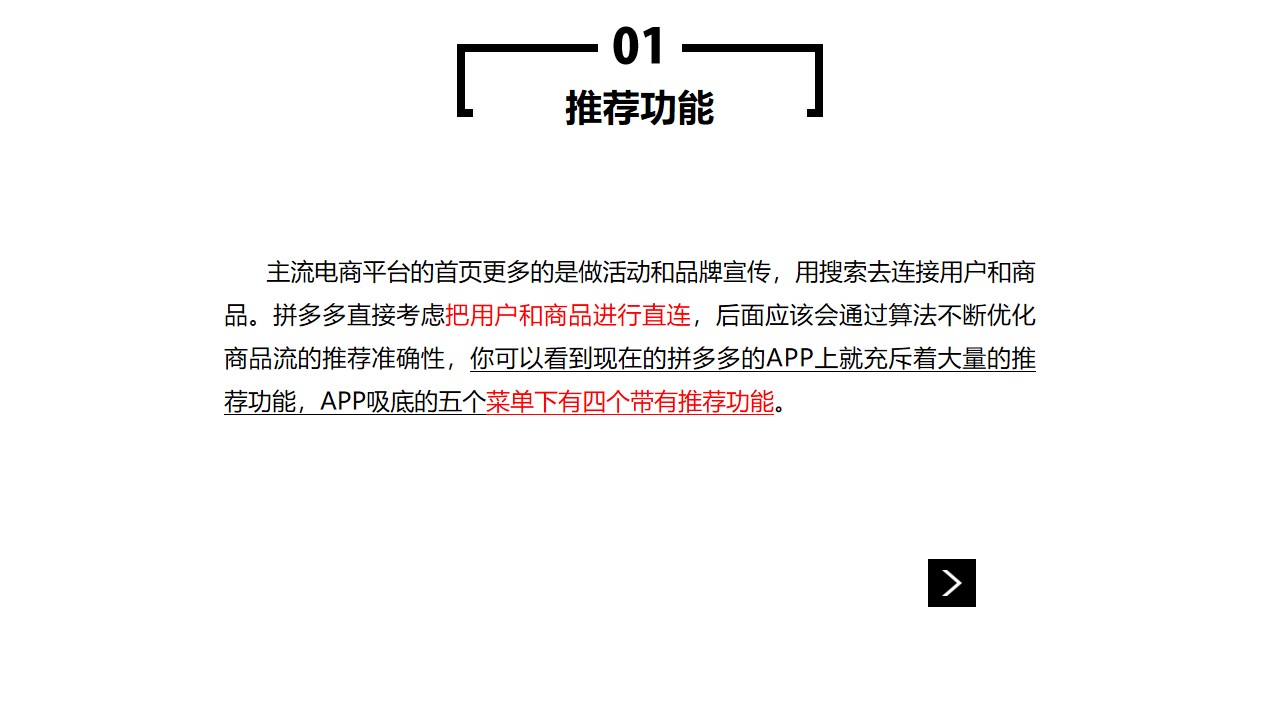 01
推荐功能
主流电商平台的首页更多的是做活动和品牌宣传，用搜索去连接用户和商
品。拼多多直接考虑把用户和商品进行直连，后面应该会通过算法不断优化
商品流的推荐准确性，你可以看到现在的拼多多的APP上就充斥着大量的推
荐功能，APP吸底的五个菜单下有四个带有推荐功能。